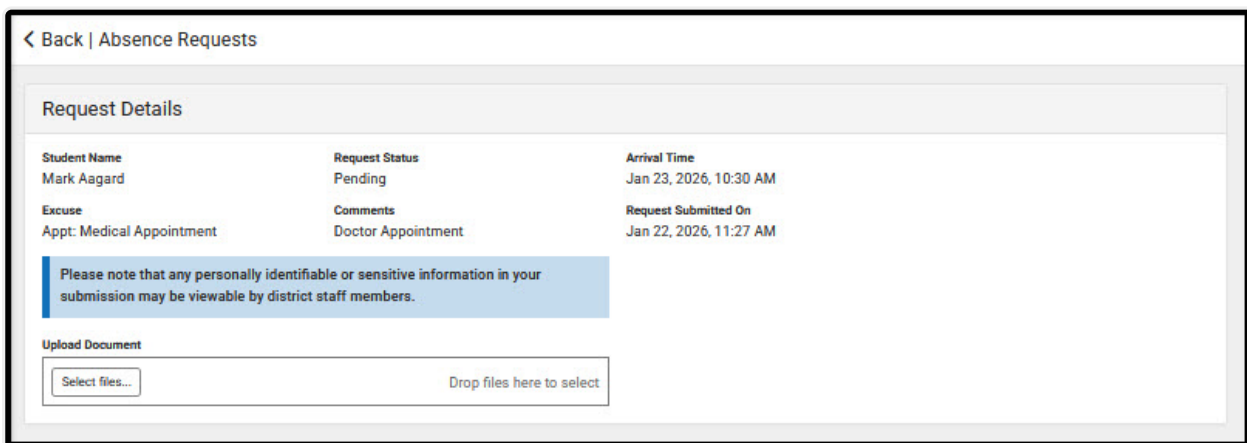 Back | Absence Requests
Request Details
Student Name
Mark Aagard
Request Status
Pending
Arrival Time
Jan 23, 2026, 10:30 AM
Excuse
Appt: Medical Appointment
Comments
Doctor Appointment
Request Submitted On
Jan 22, 2026, 11:27 AM
Please note that any personally identifiable or sensitive information in your
submission may be viewable by district staff members.
Upload Document
Select files...
Drop files here to select